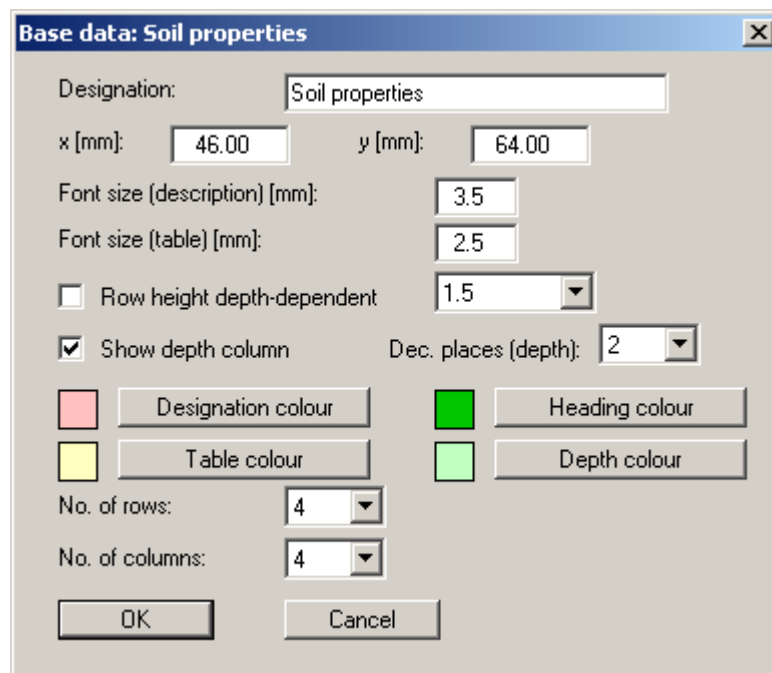 Base data: Soil properties
Designation: Soil properties
x [mm]: 46.00 y [mm]: 64.00
Font size (description) [mm]: 3.5
Font size (table) [mm]: 2.5
Row height depth-dependent 1.5
Show depth column Dec. places (depth): 2
Designation colour Heading colour
Table colour Depth colour
No. of rows: 4
No. of columns: 4
OK Cancel